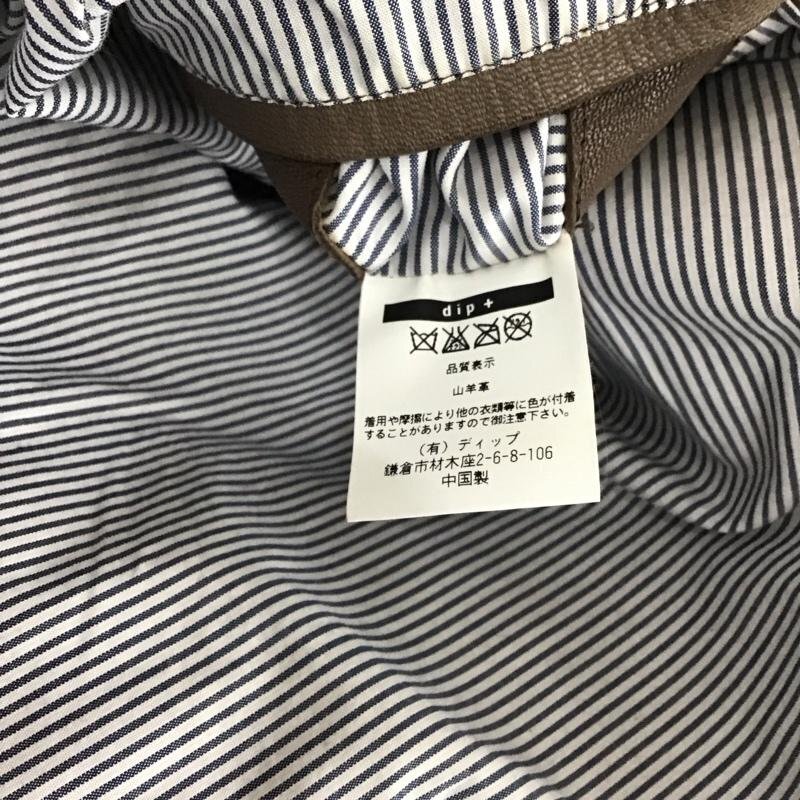 dip +
品質表示
山羊革
着用や摩擦により他の衣類等に色が付着
することがありますので御注意下さい。
（有）ディップ
鎌倉市材木座2-6-8-106
中国製